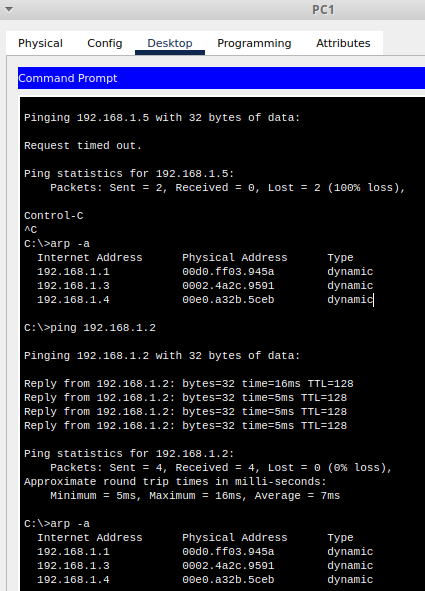 PC1
Physical Config Desktop Programming Attributes
Command Prompt
Pinging 192.168.1.5 with 32 bytes of data:
Request timed out.
Ping statistics for 192.168.1.5:
Packets: Sent = 2, Received = 0, Lost = 2 (100% loss),
Control-C
^C
C:\>arp -a
Internet Address Physical Address Type
192.168.1.1 00d0.ff03.945a dynamic
192.168.1.3 0002.4a2c.9591 dynamic
192.168.1.4 00e0.a32b.5ceb dynamic
C:\>ping 192.168.1.2
Pinging 192.168.1.2 with 32 bytes of data:
Reply from 192.168.1.2: bytes=32 time=16ms TTL=128
Reply from 192.168.1.2: bytes=32 time=5ms TTL=128
Reply from 192.168.1.2: bytes=32 time=5ms TTL=128
Reply from 192.168.1.2: bytes=32 time=5ms TTL=128
Ping statistics for 192.168.1.2:
Packets: Sent = 4, Received = 4, Lost = 0 (0% loss),
Approximate round trip times in milli-seconds:
Minimum = 5ms, Maximum = 16ms, Average = 7ms
C:\>arp -a
Internet Address Physical Address Type
192.168.1.1 00d0.ff03.945a dynamic
192.168.1.3 0002.4a2c.9591 dynamic
192.168.1.4 00e0.a32b.5ceb dynamic